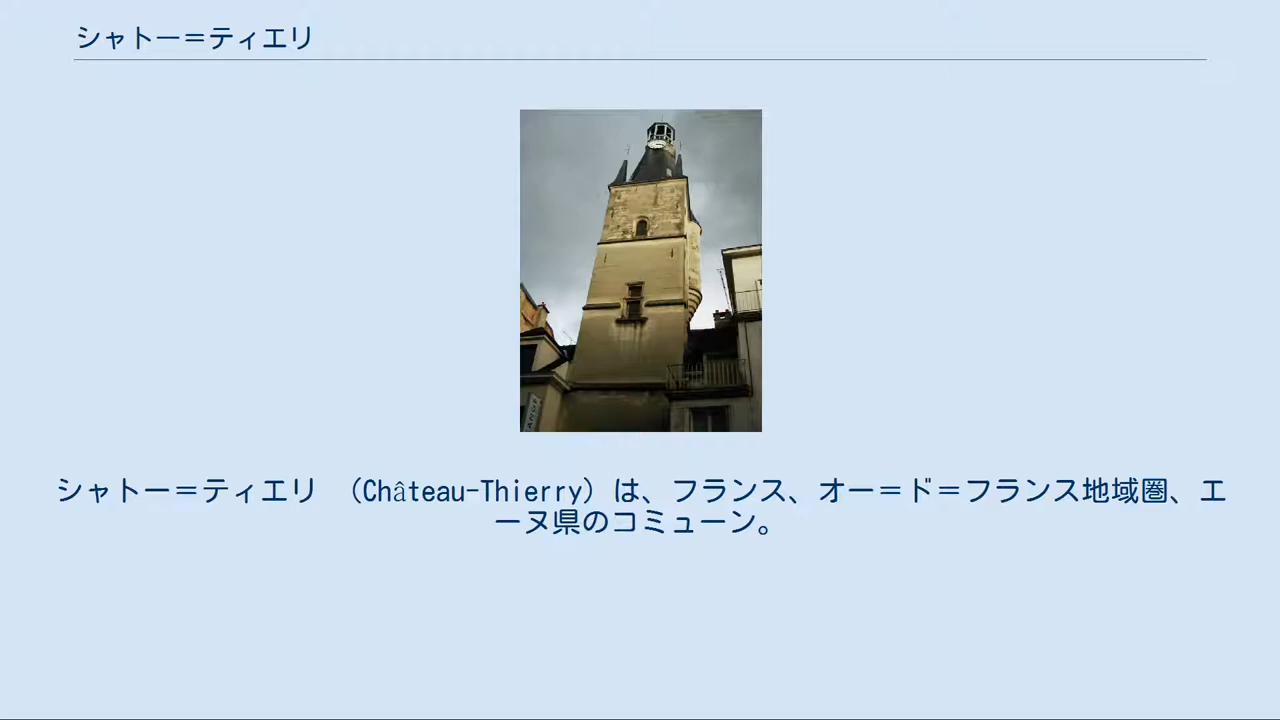 シャトー＝ティエリ
シャトー＝ティエリ （Château-Thierry）は、フランス、オー＝ド＝フランス地域圏、エ
ーヌ県のコミューン。